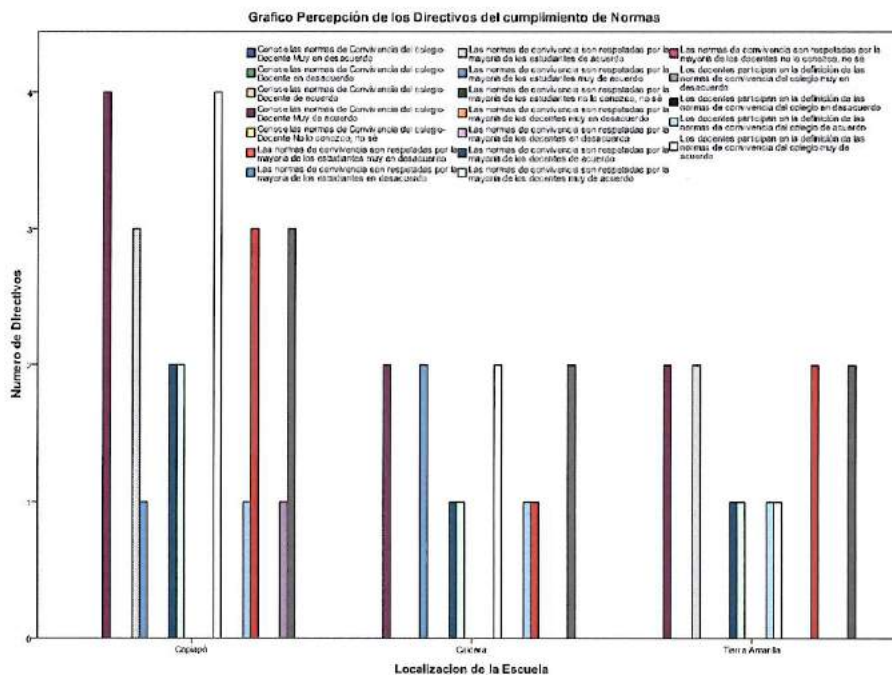 Grafico Percepción de los Directivos del cumplimiento de Normas
Conoce las normas de Convivencia del colegio-
Docente Muy en desacuerdo
Conoce las normas de Convivencia del colegio-
Docente en desacuerdo
Conoce las normas de Convivencia del colegio-
Docente de acuerdo
Conoce las normas de Convivencia del colegio-
Docente Muy de acuerdo
Conoce las normas de Convivencia del colegio-
Docente No lo conozco, no sé
Las normas de convivencia son respetadas por la
mayoría de los estudiantes muy en desacuerdo
Las normas de convivencia son respetadas por la
mayoría de los estudiantes en desacuerdo
Las normas de convivencia son respetadas por la
mayoría de los estudiantes de acuerdo
Las normas de convivencia son respetadas por la
mayoría de los estudiantes muy de acuerdo
Las normas de convivencia son respetadas por la
mayoría de los estudiantes no lo conozco, no sé
Las normas de convivencia son respetadas por la
mayoría de los docentes muy en desacuerdo
Las normas de convivencia son respetadas por la
mayoría de los docentes en desacuerdo
Las normas de convivencia son respetadas por la
mayoría de los docentes de acuerdo
Las normas de convivencia son respetadas por la
mayoría de los docentes muy de acuerdo
Las normas de convivencia son respetadas por la
mayoría de los docentes no lo conozco, no sé
Los docentes participan en la definición de las
normas de convivencia del colegio muy en
desacuerdo
Los docentes participan en la definición de las
normas de convivencia del colegio en desacuerdo
Los docentes participan en la definición de las
normas de convivencia del colegio de acuerdo
Los docentes participan en la definición de las
normas de convivencia del colegio muy de
acuerdo
Numero de Directivos
4
3
2
1
0
Copiapó
Caldera
Tierra Amarilla
Localizacion de la Escuela